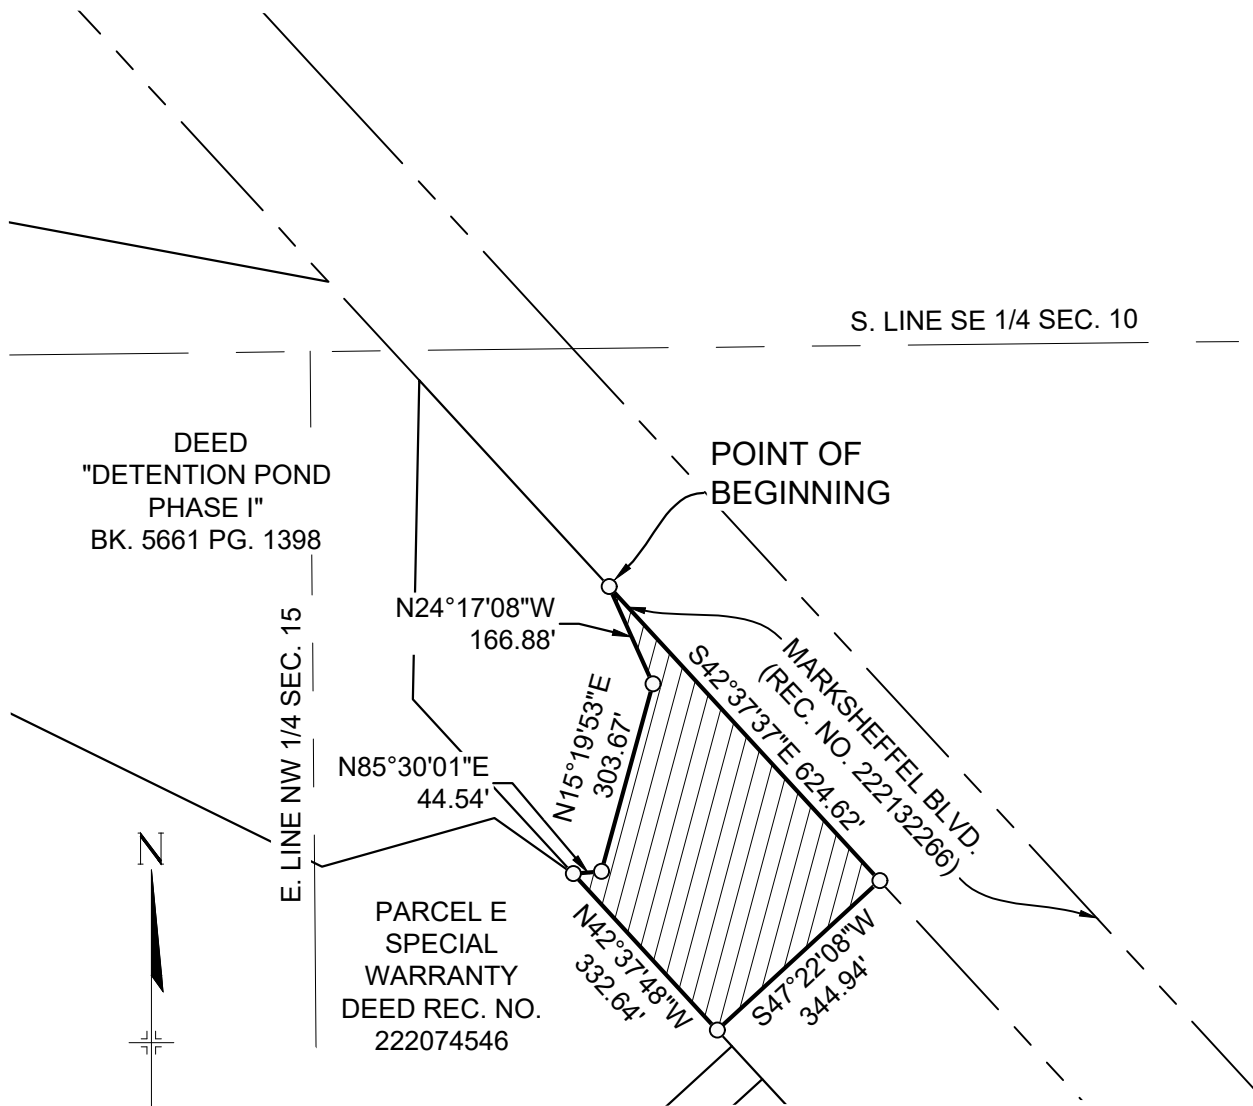 S. LINE SE 1/4 SEC. 10
DEED
"DETENTION POND
PHASE I"
BK. 5661 PG. 1398
POINT OF
BEGINNING
N24°17'08"W
166.88'
S42°37'37"E 624.62'
MARKSHEFFEL BLVD.
(REC. NO. 222132266)
N15°19'53"E
303.67'
E. LINE NW 1/4 SEC. 15
N85°30'01"E
44.54'
N
PARCEL E
SPECIAL
WARRANTY
DEED REC. NO.
222074546
N42°37'48"W
332.64'
S47°22'08"W
344.94'